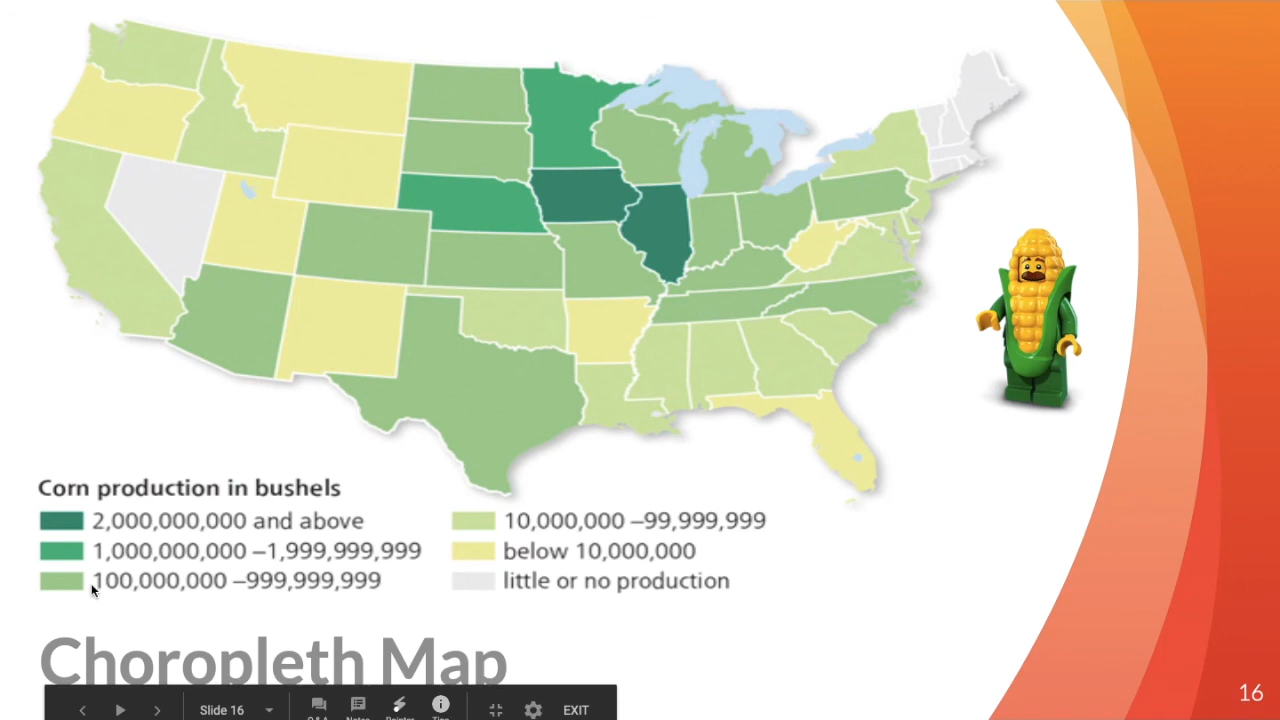 Corn production in bushels
2,000,000,000 and above
1,000,000,000 –1,999,999,999
100,000,000 –999,999,999
10,000,000 –99,999,999
below 10,000,000
little or no production
Choropleth Map
16
Slide 16
EXIT